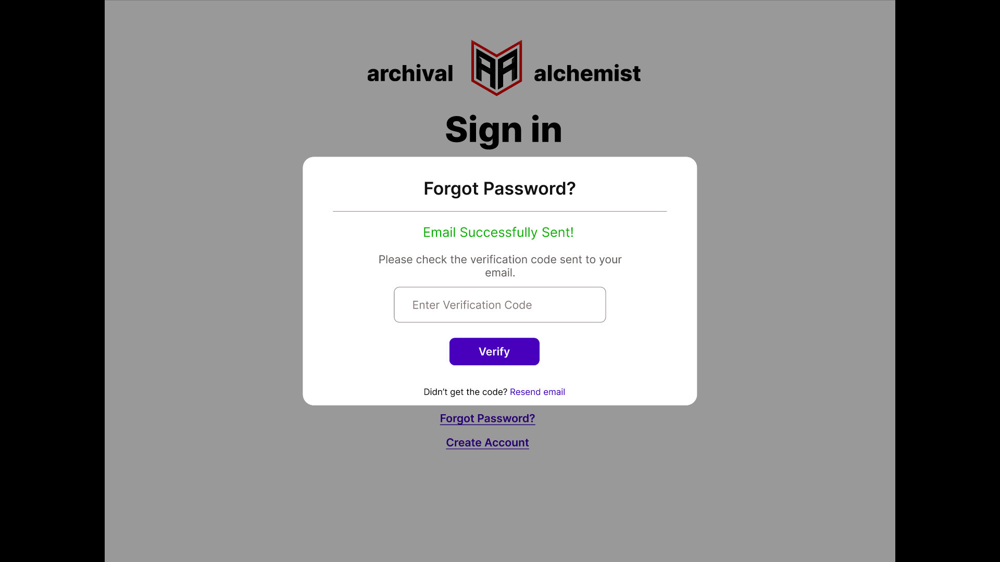 archival AA alchemist
Sign in
Forgot Password?
Email Successfully Sent!
Please check the verification code sent to your
email.
Enter Verification Code
Verify
Didn’t get the code? Resend email
Forgot Password?
Create Account